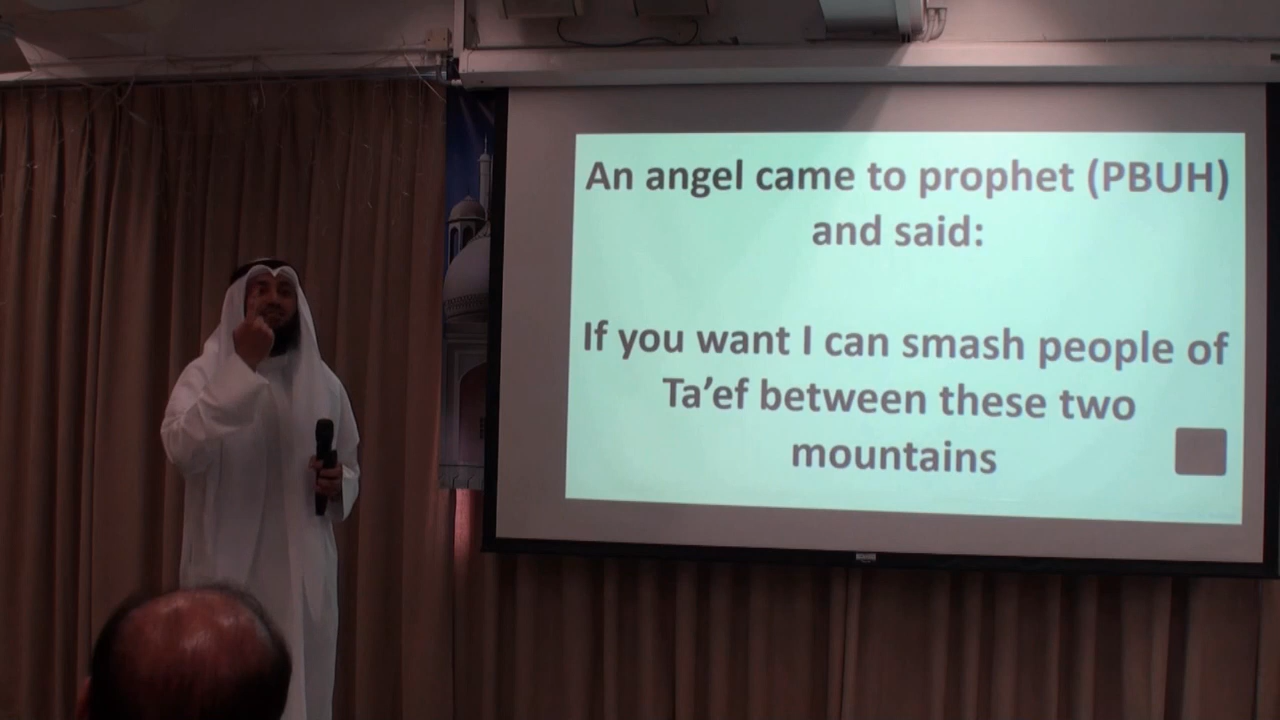 An angel came to prophet (PBUH)
and said:
If you want I can smash people of
Ta’ef between these two
mountains